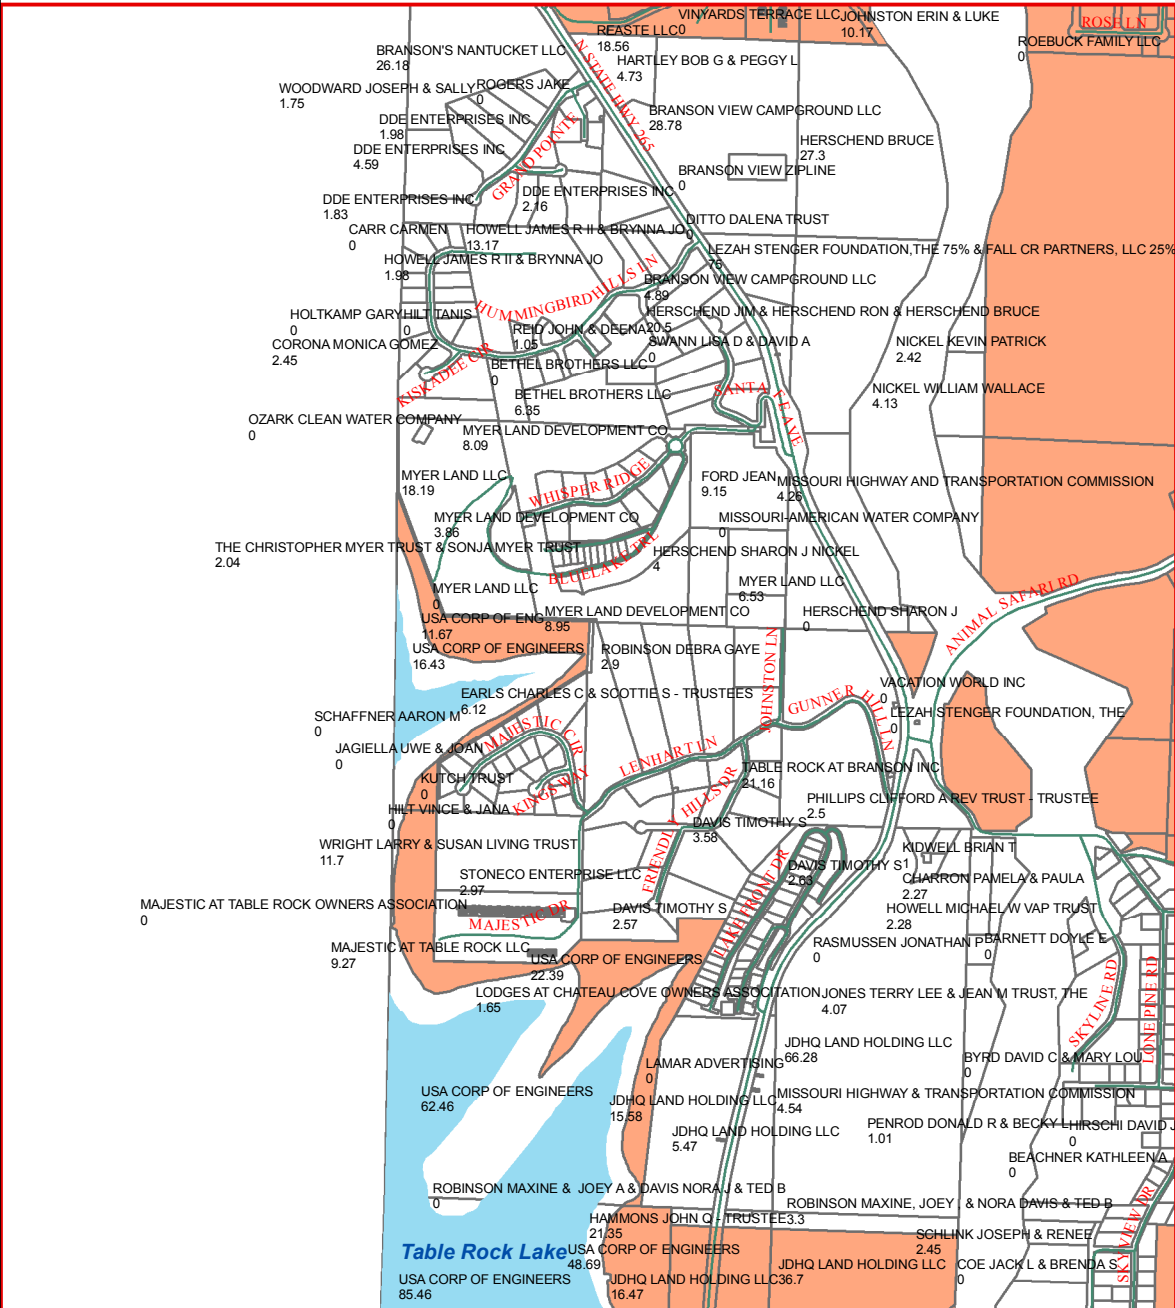 VINYARDS TERRACE LLC
JOHNSTON ERIN & LUKE
10.17
ROSE LN
REASTE LLC0
18.56
ROEBUCK FAMILY LLC
0
BRANSON'S NANTUCKET LLC
26.18
N STATE HWY 265
HARTLEY BOB G & PEGGY L
4.73
WOODWARD JOSEPH & SALLY
1.75
ROGERS JAKE
0
BRANSON VIEW CAMPGROUND LLC
28.78
DDE ENTERPRISES INC
1.98
GRAND POINTE
HERSCHEND BRUCE
27.3
DDE ENTERPRISES INC
4.59
BRANSON VIEW ZIPLINE
0
DDE ENTERPRISES INC
1.83
DDE ENTERPRISES INC
2.16
DITTO DALENA TRUST
0
CARR CARMEN
0
HOWELL JAMES R II & BRYNNA JO
13.17
LEZAH STENGER FOUNDATION,THE 75% & FALL CR PARTNERS, LLC 25%
75
HOWELL JAMES R II & BRYNNA JO
1.98
HUMMINGBIRD HILLS LN
BRANSON VIEW CAMPGROUND LLC
4.89
HOLTKAMP GARY
0
HILT TANIS
0
HERSCHEND JIM & HERSCHEND RON & HERSCHEND BRUCE
20.5
REID JOHN & DEENA
1.05
CORONA MONICA GOMEZ
2.45
SWANN LISA D & DAVID A
0
NICKEL KEVIN PATRICK
2.42
KISKADEE CIR
BETHEL BROTHERS LLC
0
BETHEL BROTHERS LLC
6.35
SANTA FE AVE
NICKEL WILLIAM WALLACE
4.13
OZARK CLEAN WATER COMPANY
0
MYER LAND DEVELOPMENT CO
8.09
MYER LAND LLC
18.19
WHISPER RIDGE
FORD JEAN
9.15
MISSOURI HIGHWAY AND TRANSPORTATION COMMISSION
4.26
MYER LAND DEVELOPMENT CO
3.86
MISSOURI-AMERICAN WATER COMPANY
0
THE CHRISTOPHER MYER TRUST & SONJA MYER TRUST
2.04
BLUELAKE TRL
HERSCHEND SHARON J NICKEL
4
MYER LAND LLC
0
MYER LAND LLC
6.53
ANIMAL SAFARI RD
USA CORP OF ENG
11.67
MYER LAND DEVELOPMENT CO
8.95
HERSCHEND SHARON J
0
USA CORP OF ENGINEERS
16.43
ROBINSON DEBRA GAYE
2.9
JOHNSTON LN
EARLS CHARLES C & SCOTTIE S - TRUSTEES
6.12
VACATION WORLD INC
0
GUNNER HILL LN
SCHAFFNER AARON M
0
LEZAH STENGER FOUNDATION, THE
0
MAJESTIC CIR
JAGIELLA UWE & JOAN
0
LENHART LN
KUTCH TRUST
0
KINGS WAY
TABLE ROCK AT BRANSON INC
21.16
HILT VINCE & JANA
0
FRIENDLY HILLS DR
PHILLIPS CLIFFORD A REV TRUST - TRUSTEE
2.5
DAVIS TIMOTHY S
3.58
WRIGHT LARRY & SUSAN LIVING TRUST
11.7
KIDWELL BRIAN T
1
DAVIS TIMOTHY S
2.63
STONECO ENTERPRISE LLC
2.97
CHARRON PAMELA & PAULA
2.27
LAKE FRONT DR
MAJESTIC AT TABLE ROCK OWNERS ASSOCIATION
0
MAJESTIC DR
DAVIS TIMOTHY S
2.57
HOWELL MICHAEL W VAP TRUST
2.28
MAJESTIC AT TABLE ROCK LLC
9.27
RASMUSSEN JONATHAN P
0
BARNETT DOYLE E
0
USA CORP OF ENGINEERS
22.39
SKYLINE RD
LONE PINE RD
LODGES AT CHATEAU COVE OWNERS ASSOCITATION
1.65
JONES TERRY LEE & JEAN M TRUST, THE
4.07
JDHQ LAND HOLDING LLC
66.28
LAMAR ADVERTISING
0
BYRD DAVID C & MARY LOU
0
USA CORP OF ENGINEERS
62.46
JDHQ LAND HOLDING LLC
15.58
MISSOURI HIGHWAY & TRANSPORTATION COMMISSION
4.54
JDHQ LAND HOLDING LLC
5.47
PENROD DONALD R & BECKY L
1.01
HIRSCHI DAVID J
0
BEACHNER KATHLEEN A
0
ROBINSON MAXINE & JOEY A & DAVIS NORA J & TED B
0
ROBINSON MAXINE, JOEY , & NORA DAVIS & TED B
3.3
SKYVIEW DR
HAMMONS JOHN Q - TRUSTEE
21.35
SCHLINK JOSEPH & RENEE
2.45
Table Rock Lake
USA CORP OF ENGINEERS
48.69
JDHQ LAND HOLDING LLC
36.7
COE JACK L & BRENDA S
0
USA CORP OF ENGINEERS
85.46
JDHQ LAND HOLDING LLC
16.47